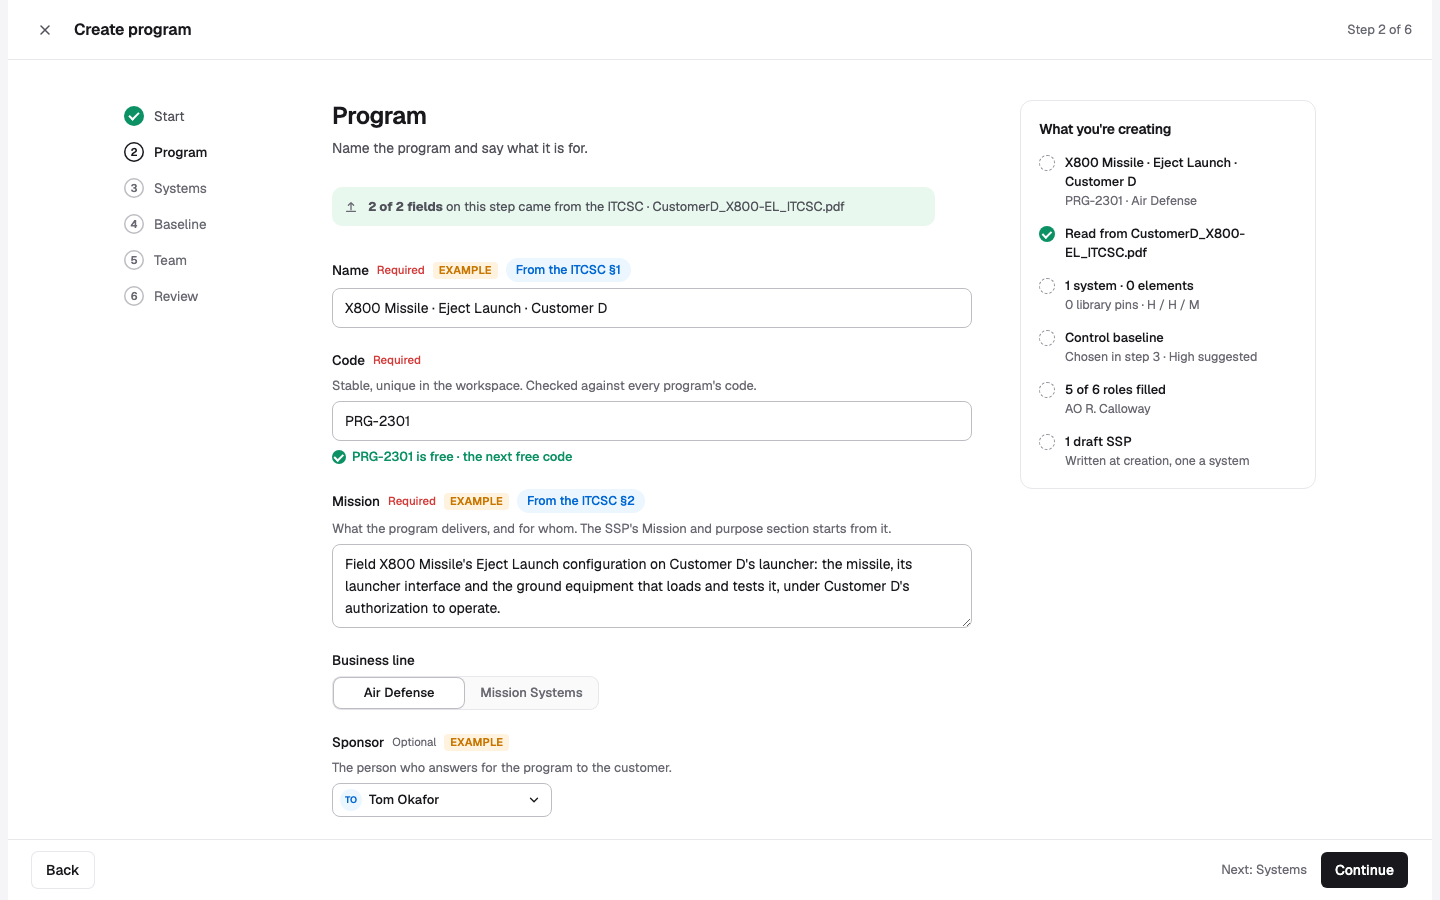 Create program
Step 2 of 6
Start
2 Program
3 Systems
4 Baseline
5 Team
6 Review
Program
Name the program and say what it is for.
2 of 2 fields on this step came from the ITCSC · CustomerD_X800-EL_ITCSC.pdf
Name Required EXAMPLE From the ITCSC §1
X800 Missile · Eject Launch · Customer D
Code Required
Stable, unique in the workspace. Checked against every program's code.
PRG-2301
PRG-2301 is free · the next free code
Mission Required EXAMPLE From the ITCSC §2
What the program delivers, and for whom. The SSP's Mission and purpose section starts from it.
Field X800 Missile's Eject Launch configuration on Customer D's launcher: the missile, its
launcher interface and the ground equipment that loads and tests it, under Customer D's
authorization to operate.
Business line
Air Defense Mission Systems
Sponsor Optional EXAMPLE
The person who answers for the program to the customer.
TO Tom Okafor
What you're creating
X800 Missile · Eject Launch ·
Customer D
PRG-2301 · Air Defense
Read from CustomerD_X800-
EL_ITCSC.pdf
1 system · 0 elements
0 library pins · H / H / M
Control baseline
Chosen in step 3 · High suggested
5 of 6 roles filled
AO R. Calloway
1 draft SSP
Written at creation, one a system
Back
Next: Systems
Continue